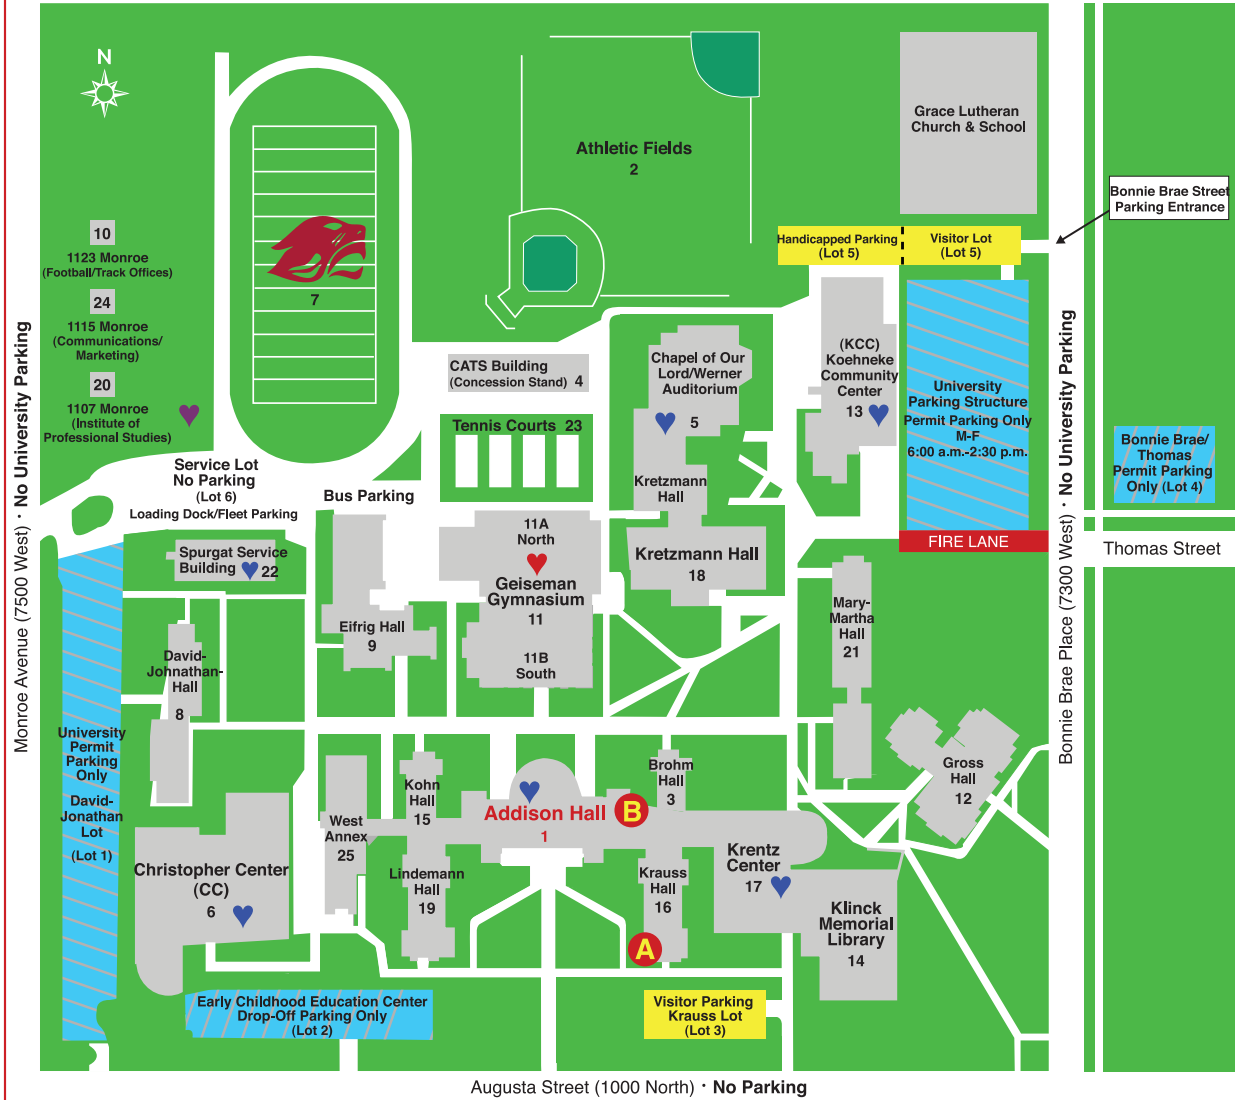 N
Grace Lutheran
Church & School
Athletic Fields
2
Bonnie Brae Street
Parking Entrance
10
1123 Monroe
(Football/Track Offices)
24
1115 Monroe
(Communications/
Marketing)
20
1107 Monroe
(Institute of
Professional Studies)
7
Handicapped Parking
(Lot 5)
Visitor Lot
(Lot 5)
Monroe Avenue (7500 West) · No University Parking
Bonnie Brae Place (7300 West) · No University Parking
CATS Building
(Concession Stand) 4
Tennis Courts 23
Chapel of Our
Lord/Werner
Auditorium
5
(KCC)
Koehneke
Community
Center
13
University
Parking Structure
Permit Parking Only
M-F
6:00 a.m.-2:30 p.m.
Bonnie Brae/
Thomas
Permit Parking
Only (Lot 4)
Service Lot
No Parking
(Lot 6)
Loading Dock/Fleet Parking
Bus Parking
Kretzmann
Hall
FIRE LANE
Thomas Street
Spurgat Service
Building 22
11A
North
Geiseman
Gymnasium
11
11B
South
Kretzmann Hall
18
Eifrig Hall
9
Mary-
Martha
Hall
21
David-
Johnathan-
Hall
8
University
Permit
Parking
Only
David-
Jonathan
Lot
(Lot 1)
Kohn
Hall
15
Brohm
Hall
3
Gross
Hall
12
Addison Hall
1
B
West
Annex
25
Christopher Center
(CC)
6
Lindemann
Hall
19
Krauss
Hall
16
A
Krentz
Center
17
Klinck
Memorial
Library
14
Early Childhood Education Center
Drop-Off Parking Only
(Lot 2)
Visitor Parking
Krauss Lot
(Lot 3)
Augusta Street (1000 North) · No Parking